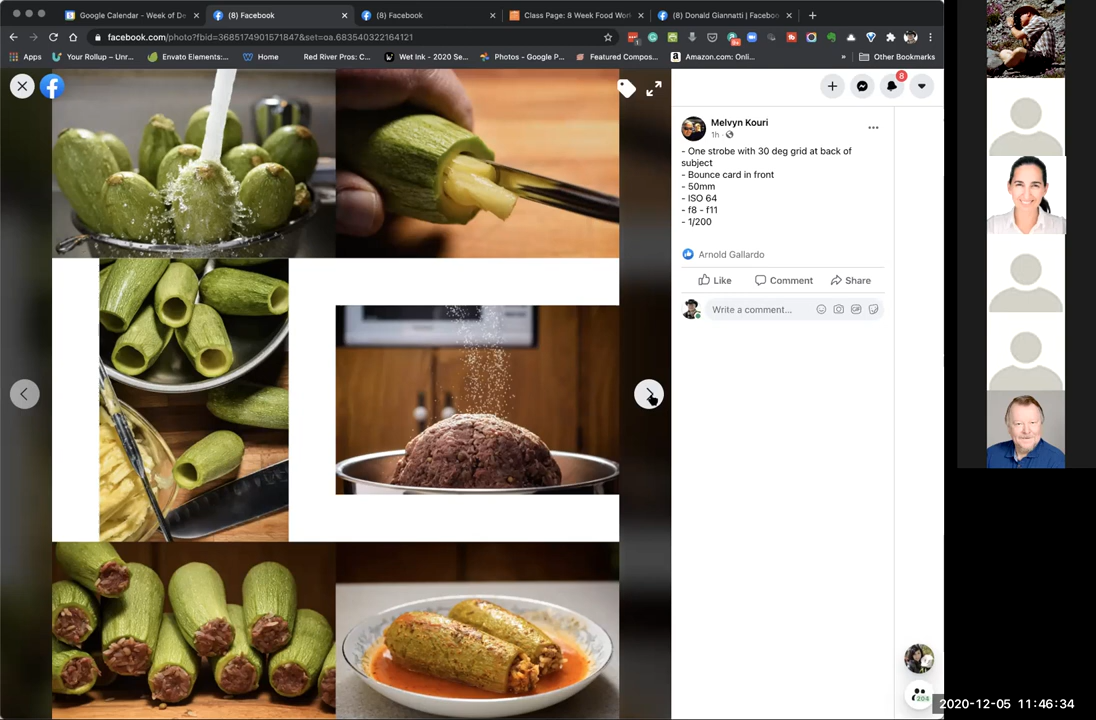 Google Calendar - Week of De
(8) Facebook
(8) Facebook
Class Page: 8 Week Food Wor
(8) Donald Giannatti | Faceboo
facebook.com/photo?fbid=3685174901571847&set=oa.683540322164121
Apps
Your Rollup – Unr...
Envato Elements:...
Home
Red River Pros: C...
Wet Ink - 2020 Se...
Photos - Google P...
Featured Compos...
Amazon.com: Onli...
»
Other Bookmarks
8
Melvyn Kouri
1h ·
- One strobe with 30 deg grid at back of
subject
- Bounce card in front
- 50mm
- ISO 64
- f8 - f11
- 1/200
Arnold Gallardo
Like
Comment
Share
Write a comment...
204
2020-12-05 11:46:34